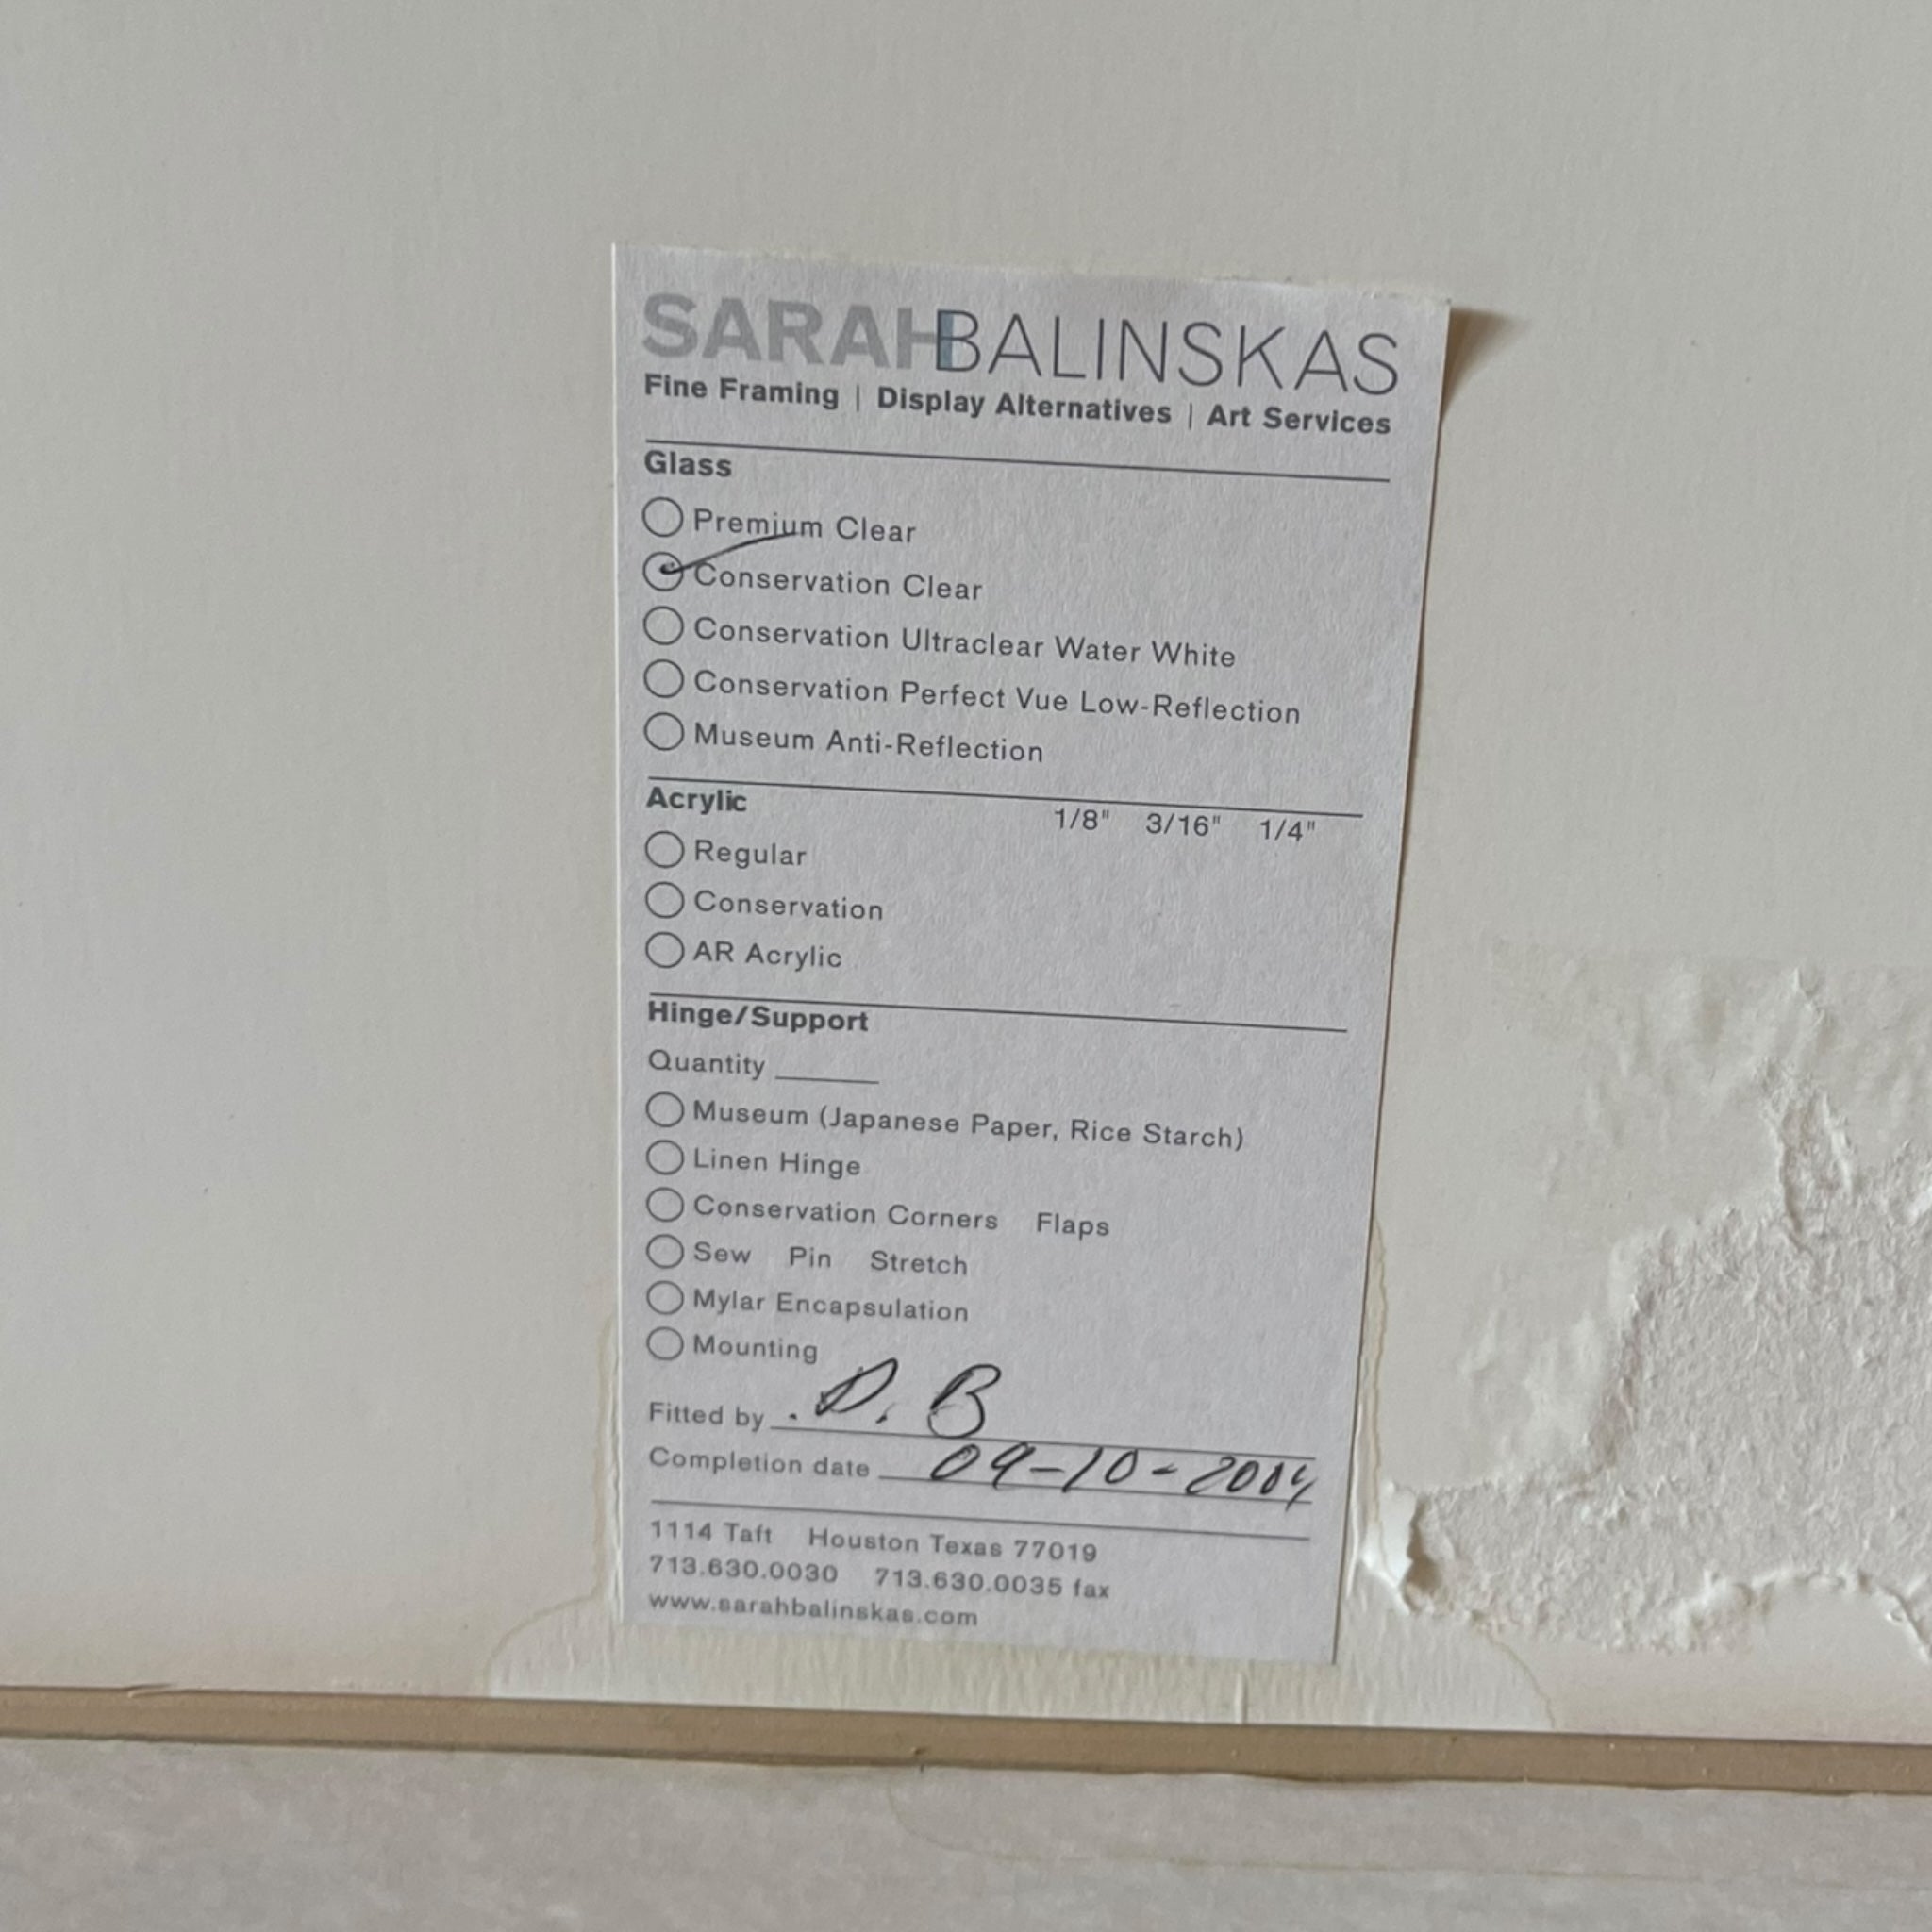 SARAHBALINSKAS
Fine Framing | Display Alternatives | Art Services
Glass
Premium Clear
Conservation Clear
Conservation Ultraclear Water White
Conservation Perfect Vue Low-Reflection
Museum Anti-Reflection
Acrylic 1/8" 3/16" 1/4"
Regular
Conservation
AR Acrylic
Hinge/Support
Quantity
Museum (Japanese Paper, Rice Starch)
Linen Hinge
Conservation Corners Flaps
Sew Pin Stretch
Mylar Encapsulation
Mounting
Fitted by D. B
Completion date 09-10-2004
1114 Taft Houston Texas 77019
713.630.0030 713.630.0035 fax
www.sarahbalinskas.com